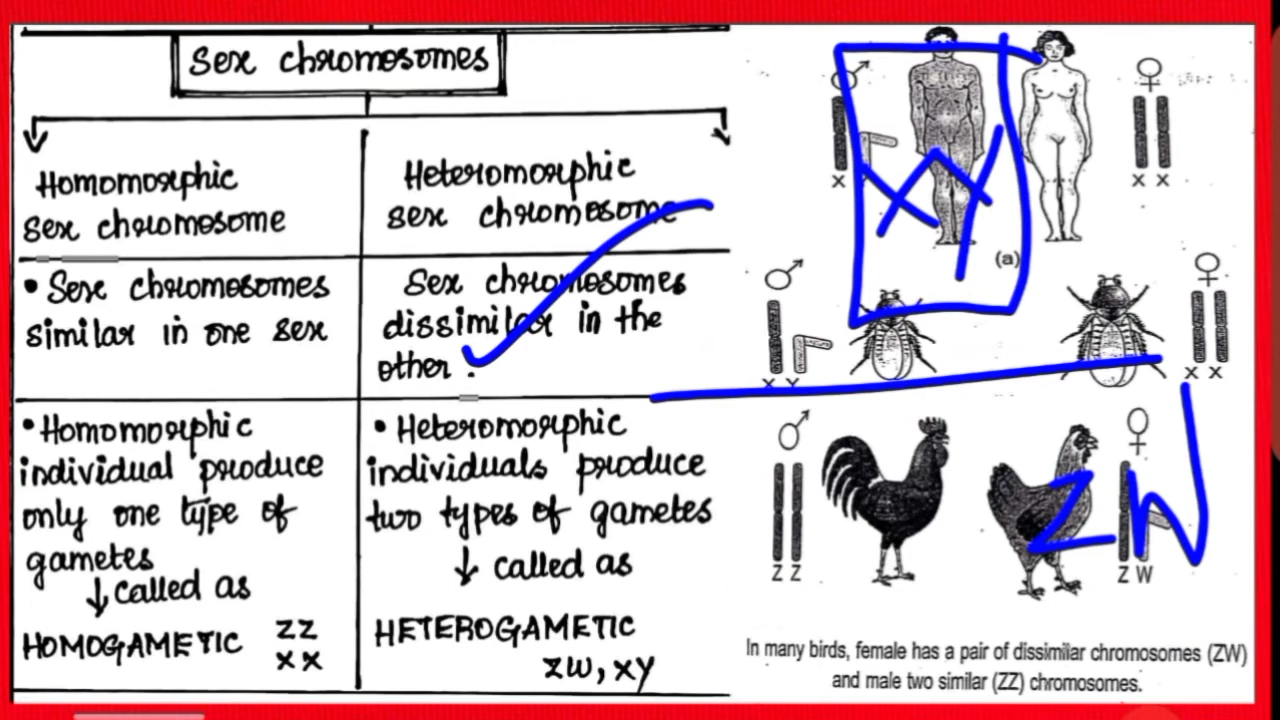 Sex chromosomes
Homomorphic
sex chromosome
Heteromorphic
sex chromosome
• Sex chromosomes
similar in one sex
Sex chromosomes
dissimilar in the
other.
• Homomorphic
individual produce
only one type of
gametes
↓ called as
HOMOGAMETIC ZZ
XX
• Heteromorphic
individuals produce
two types of gametes
↓ called as
HETEROGAMETIC
ZW, XY
♂
♀
X
X X
XY
(a)
♂
♀
X Y
X X
♂
♀
Z Z
Z W
ZW
In many birds, female has a pair of dissimilar chromosomes (ZW)
and male two similar (ZZ) chromosomes.